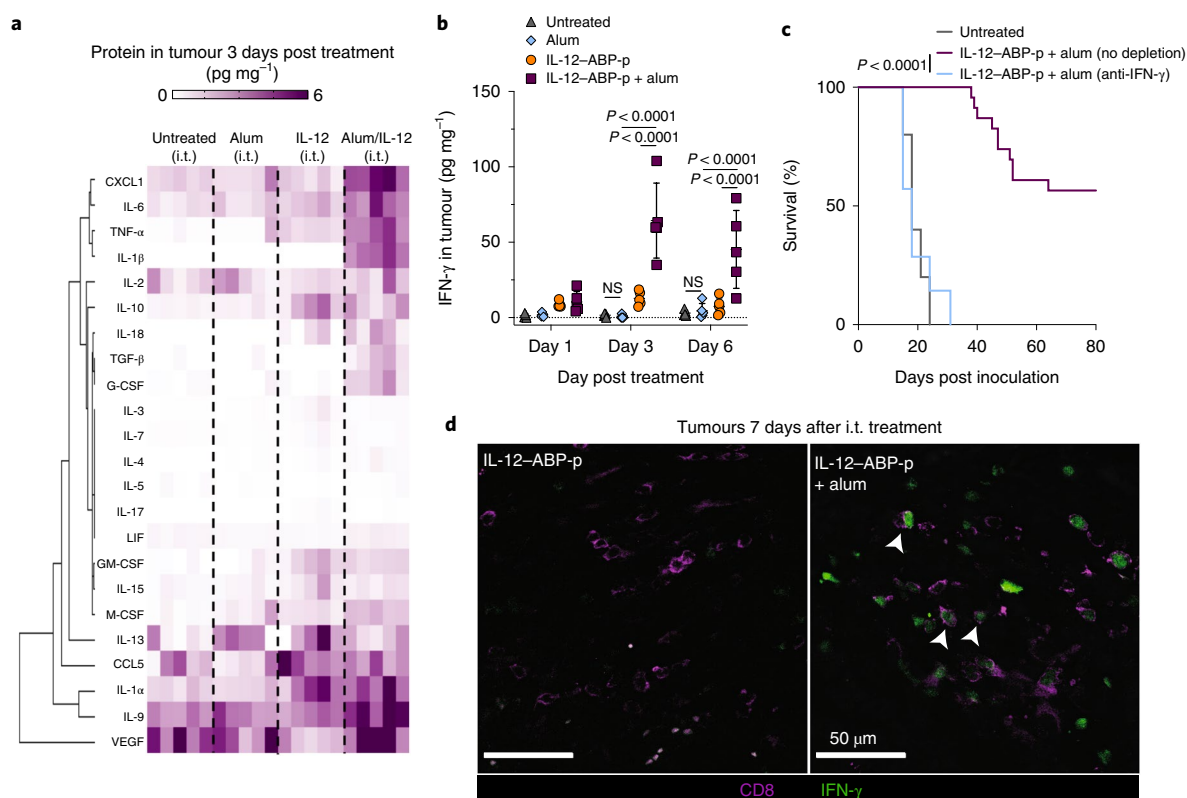 a
Protein in tumour 3 days post treatment
(pg mg⁻¹)
0 6
Untreated Alum IL-12 Alum/IL-12
(i.t.) (i.t.) (i.t.) (i.t.)
CXCL1
IL-6
TNF-α
IL-1β
IL-2
IL-10
IL-18
TGF-β
G-CSF
IL-3
IL-7
IL-4
IL-5
IL-17
LIF
GM-CSF
IL-15
M-CSF
IL-13
CCL5
IL-1α
IL-9
VEGF
b
Untreated
Alum
IL-12–ABP-p
IL-12–ABP-p + alum
IFN-γ in tumour (pg mg⁻¹)
150
100
50
0
P < 0.0001
P < 0.0001
NS
P < 0.0001
P < 0.0001
NS
Day 1 Day 3 Day 6
Day post treatment
c
Untreated
IL-12–ABP-p + alum (no depletion)
P < 0.0001
IL-12–ABP-p + alum (anti-IFN-γ)
Survival (%)
100
50
0
0 20 40 60 80
Days post inoculation
d
Tumours 7 days after i.t. treatment
IL-12–ABP-p
IL-12–ABP-p
+ alum
50 μm
CD8 IFN-γ